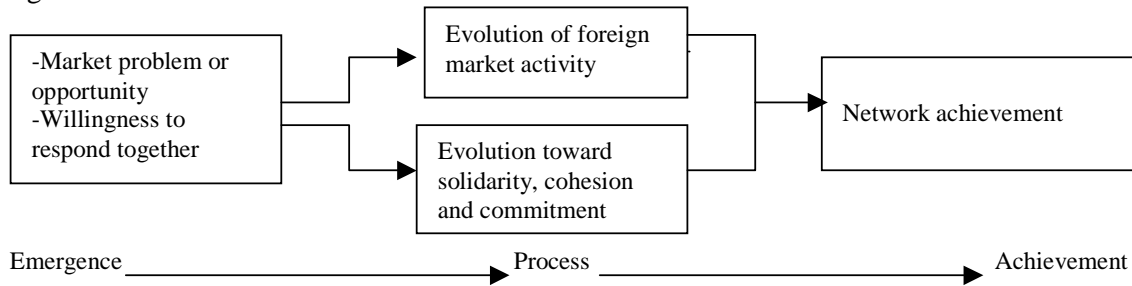 -Market problem or
opportunity
-Willingness to
respond together
Evolution of foreign
market activity
Evolution toward
solidarity, cohesion
and commitment
Network achievement
Emergence Process Achievement